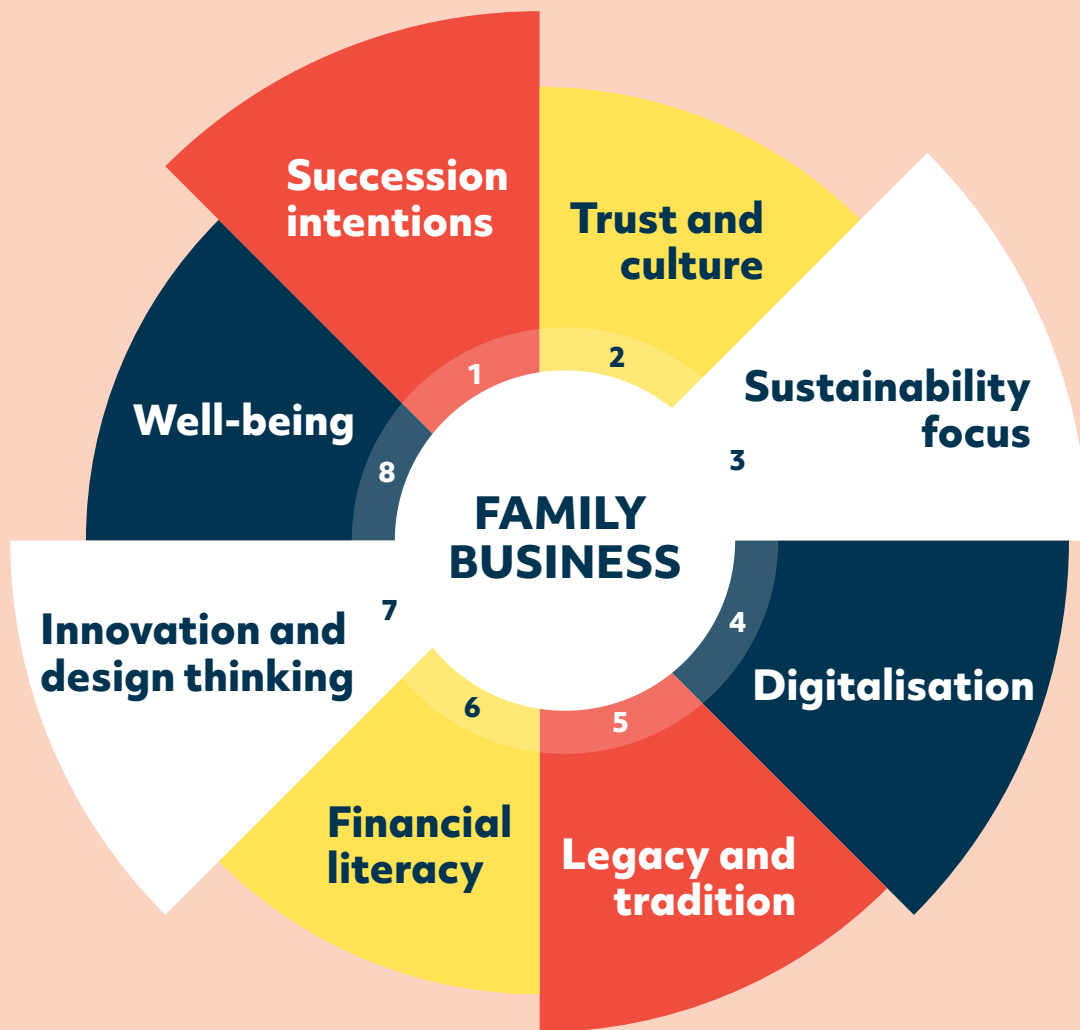 FAMILY
BUSINESS
1
Succession
intentions
2
Trust and
culture
3
Sustainability
focus
4
Digitalisation
5
Legacy and
tradition
6
Financial
literacy
7
Innovation and
design thinking
8
Well-being